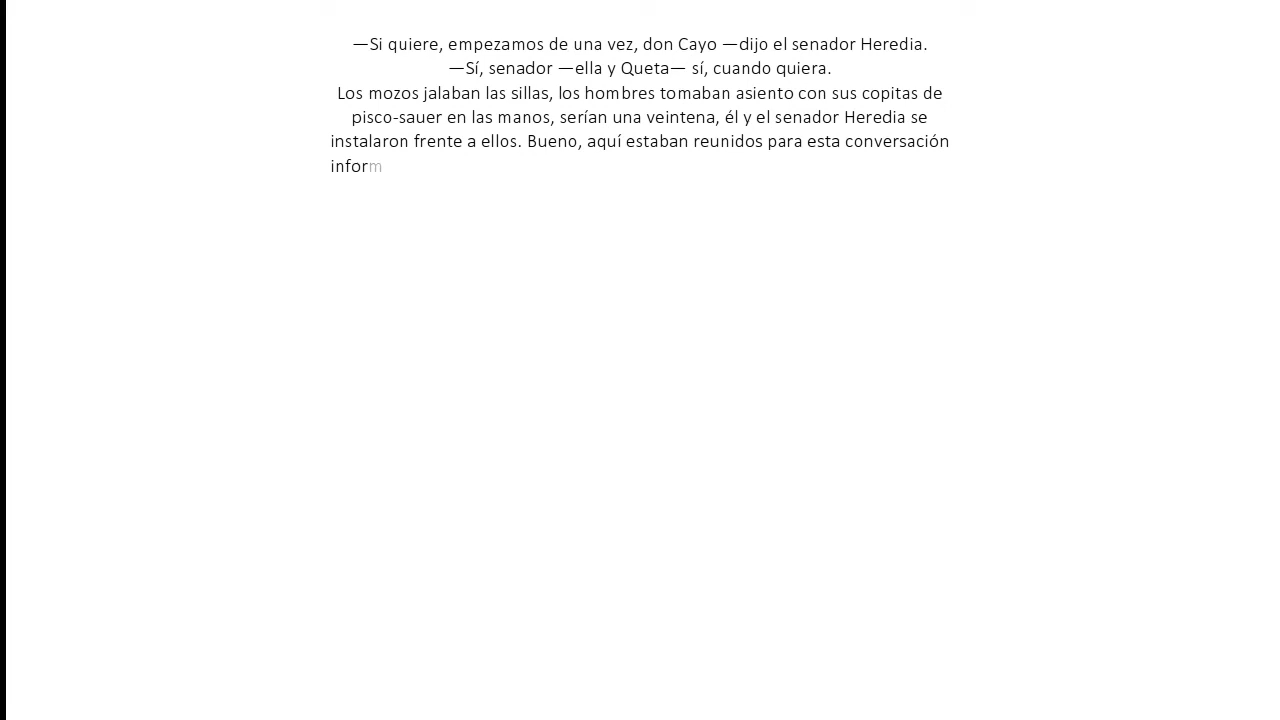 —Si quiere, empezamos de una vez, don Cayo —dijo el senador Heredia.
—Sí, senador —ella y Queta— sí, cuando quiera.
Los mozos jalaban las sillas, los hombres tomaban asiento con sus copitas de
pisco-sauer en las manos, serían una veintena, él y el senador Heredia se
instalaron frente a ellos. Bueno, aquí estaban reunidos para esta conversación
inform